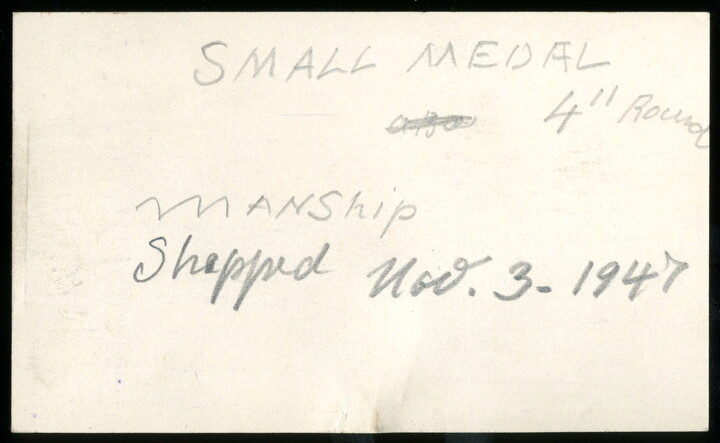 SMALL MEDAL
4" Round
MANShip
Shipped Nov. 3-1947